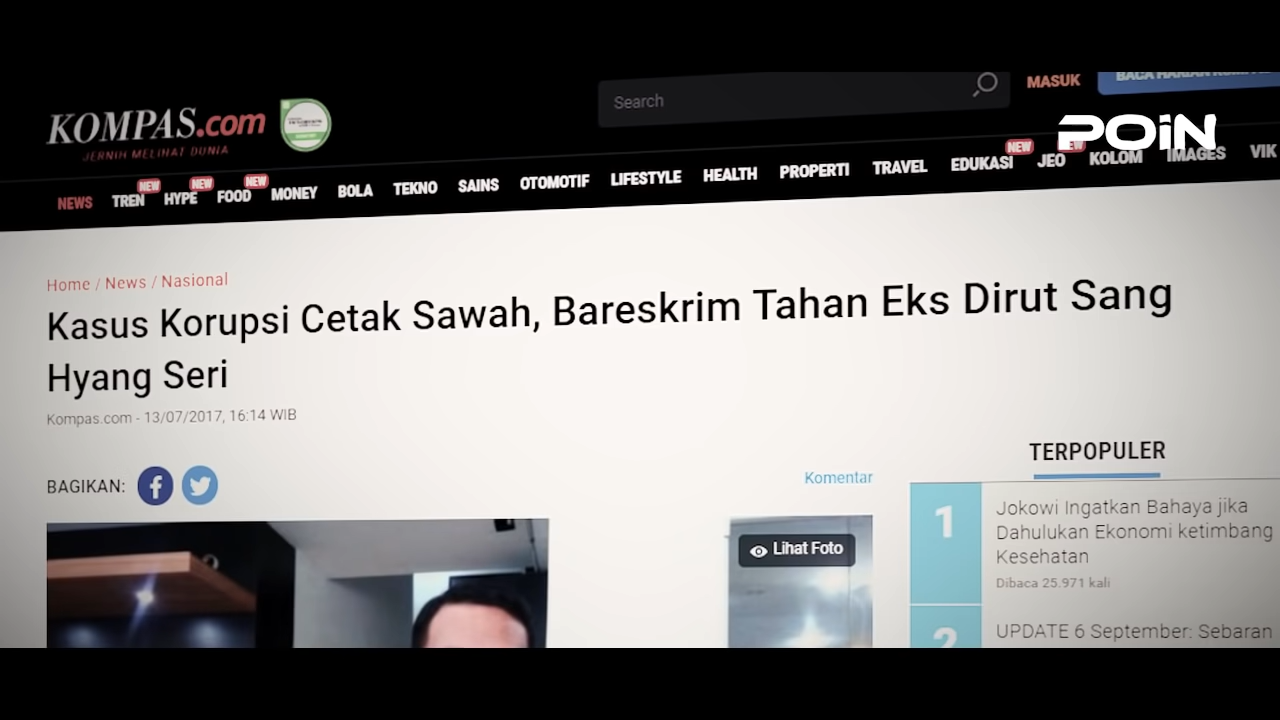 Search
MASUK
KOMPAS.com
JERNIH MELIHAT DUNIA
POiN
NEWS TREN NEW HYPE NEW FOOD NEW MONEY BOLA TEKNO SAINS OTOMOTIF LIFESTYLE HEALTH PROPERTI TRAVEL EDUKASI NEW JEO NEW KOLOM IMAGES VIK
Home / News / Nasional
Kasus Korupsi Cetak Sawah, Bareskrim Tahan Eks Dirut Sang
Hyang Seri
Kompas.com - 13/07/2017, 16:14 WIB
BAGIKAN:
Komentar
Lihat Foto
TERPOPULER
1
Jokowi Ingatkan Bahaya jika
Dahulukan Ekonomi ketimbang
Kesehatan
Dibaca 25.971 kali
2
UPDATE 6 September: Sebaran